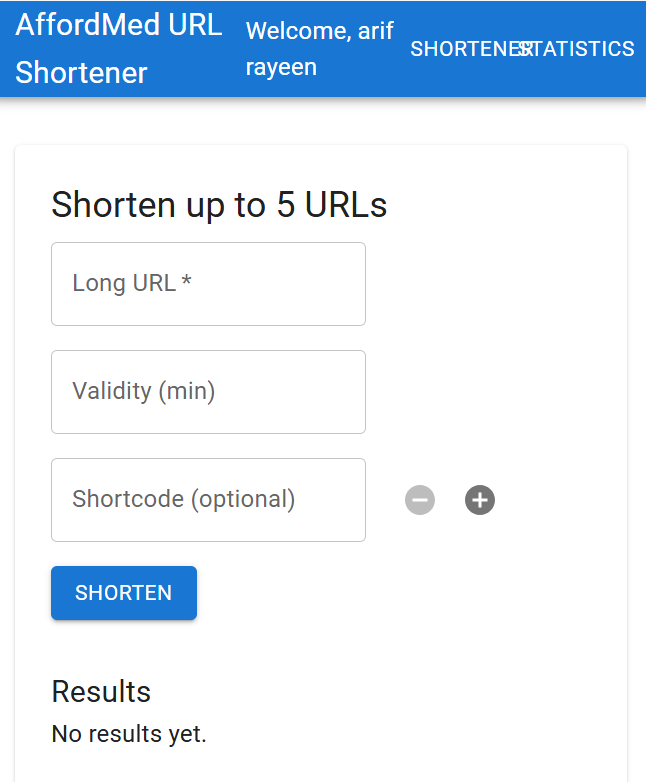 AffordMed URL
Shortener
Welcome, arif
rayeen
SHORTENER
STATISTICS
Shorten up to 5 URLs
Long URL *
Validity (min)
Shortcode (optional)
SHORTEN
Results
No results yet.